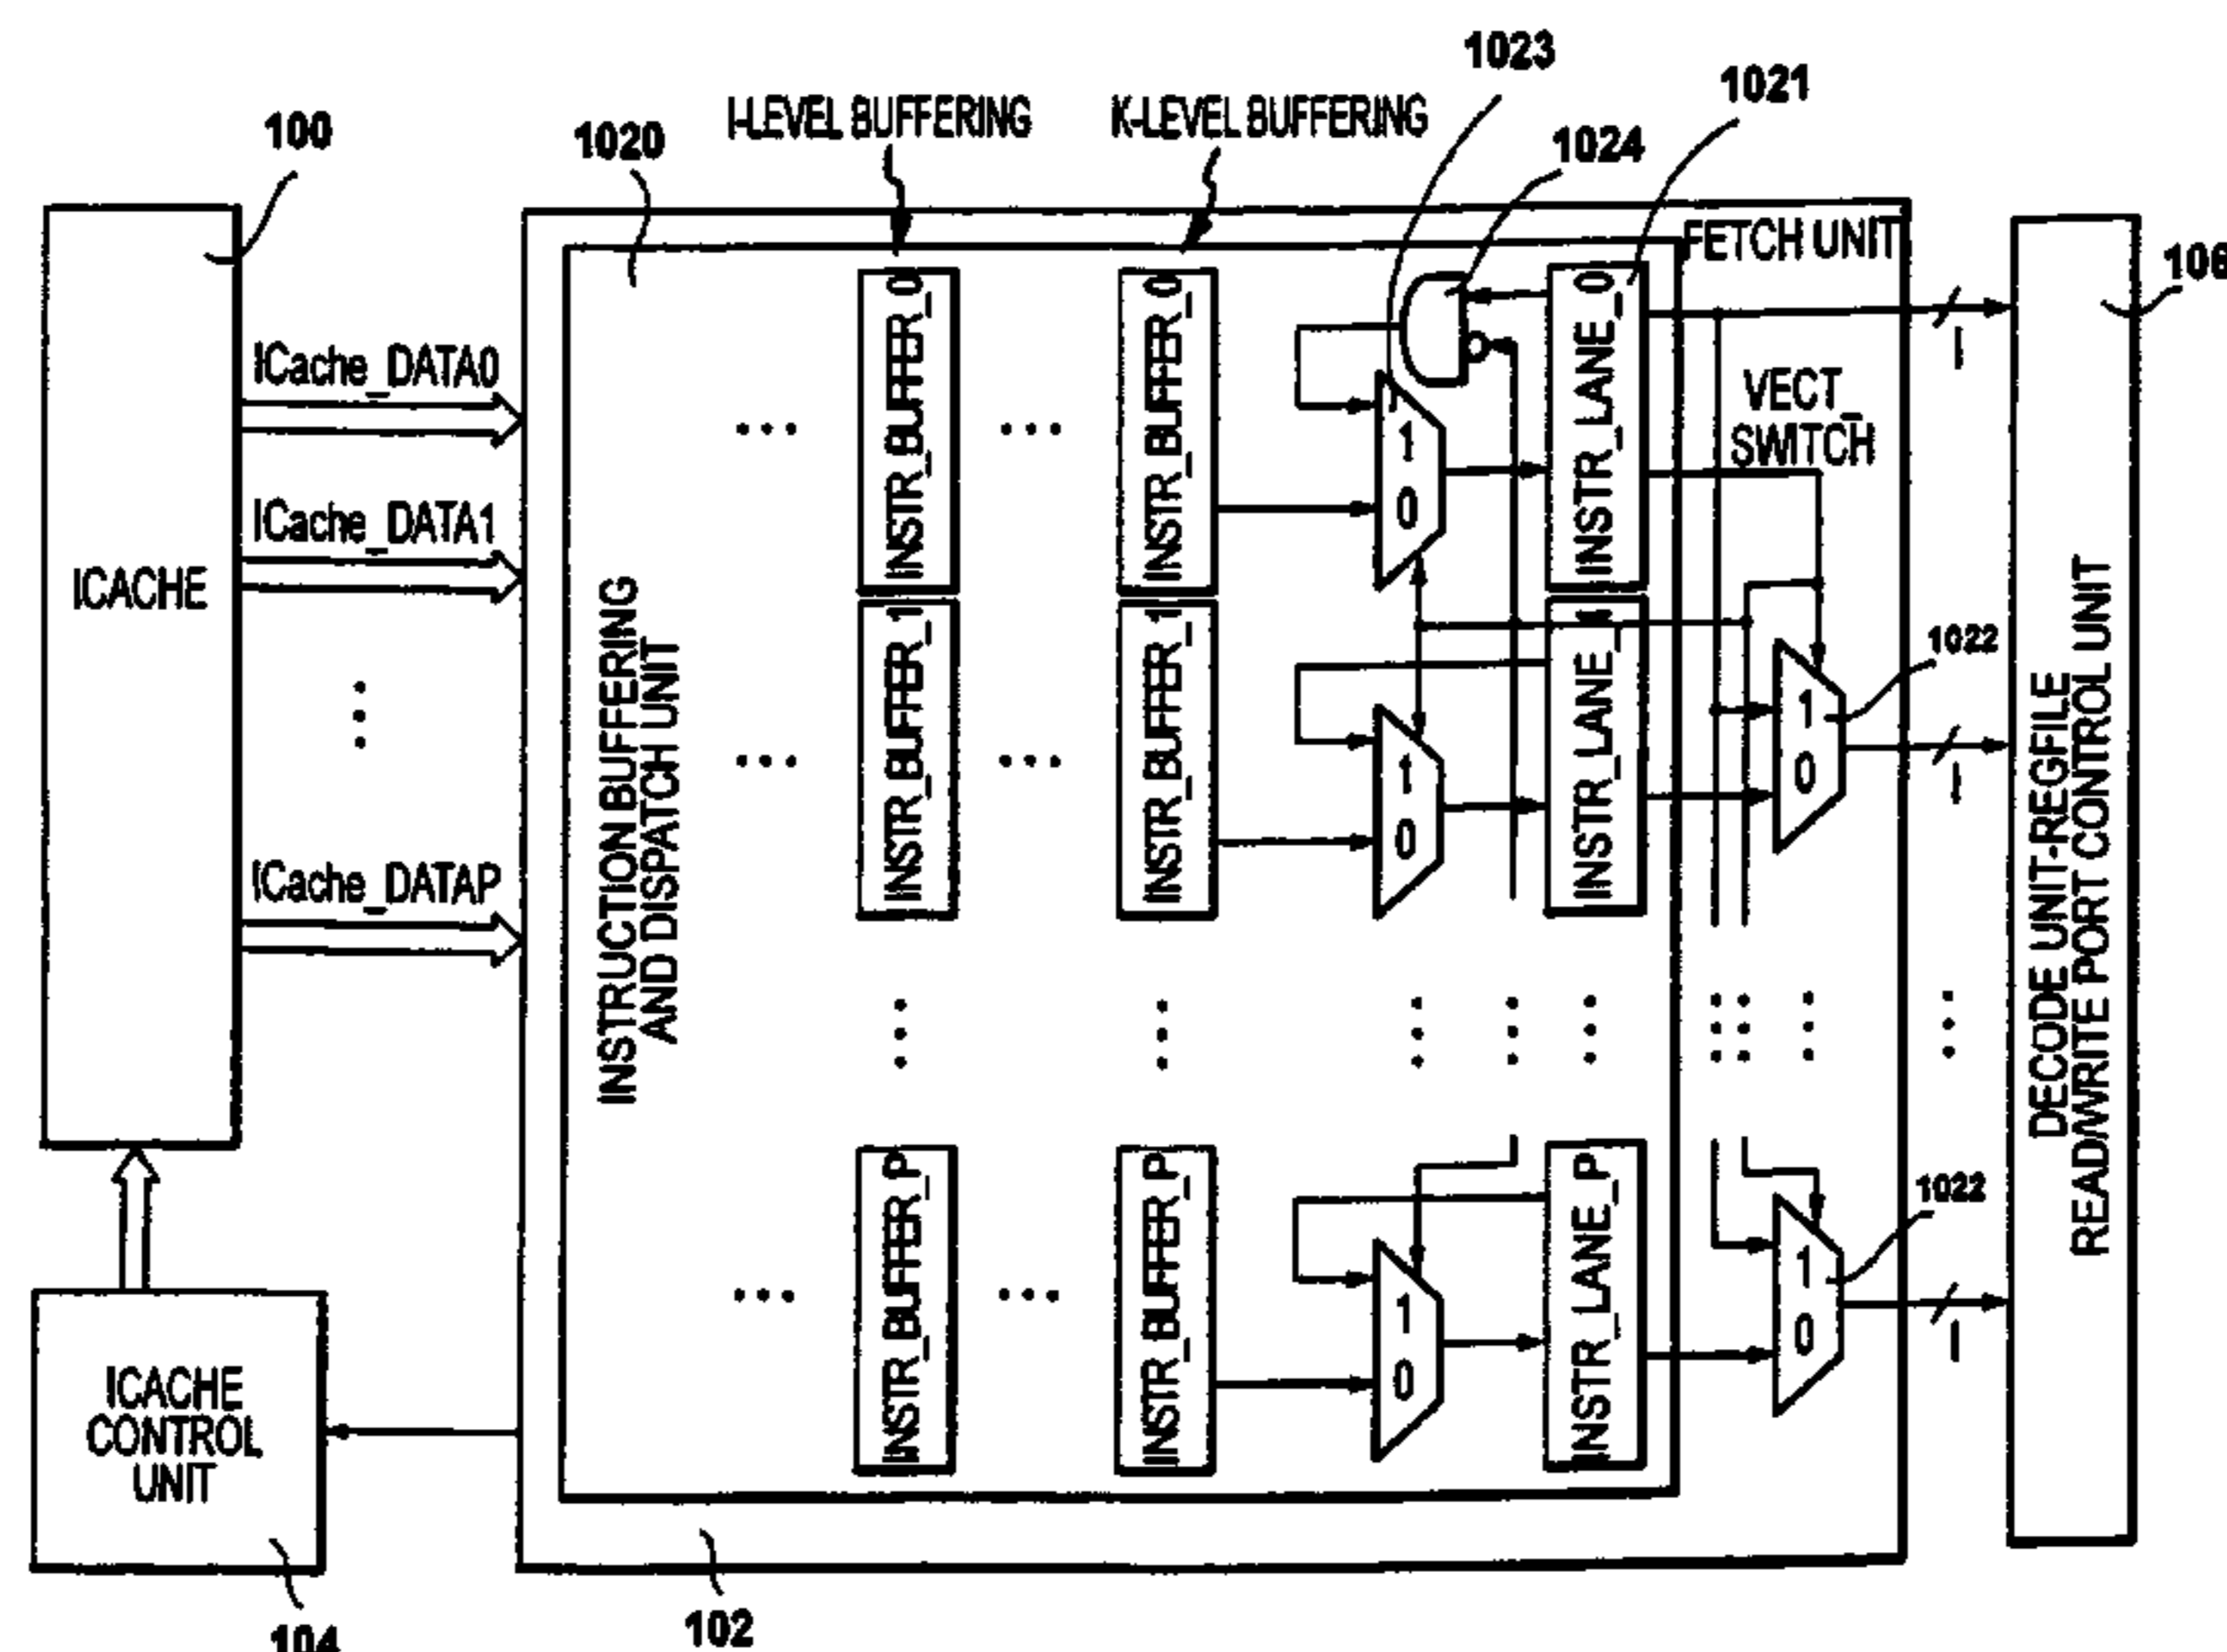 1023
1021
I-LEVEL BUFFERING
K-LEVEL BUFFERING
100
1020
1024
FETCH UNIT
106
ICache_DATA0
ICache_DATA1
ICache_DATAP
ICACHE
INSTRUCTION BUFFERING
AND DISPATCH UNIT
INSTR_BUFFER_0
INSTR_BUFFER_0
1
0
INSTR_LANE_0
VECT_
SWITCH
I
INSTR_BUFFER_1
INSTR_BUFFER_1
1
0
INSTR_LANE_1
1022
1
0
I
DECODE UNIT-REGFILE
READ/WRITE PORT CONTROL UNIT
INSTR_BUFFER_P
INSTR_BUFFER_P
1
0
INSTR_LANE_P
1022
1
0
I
ICACHE
CONTROL
UNIT
102
104